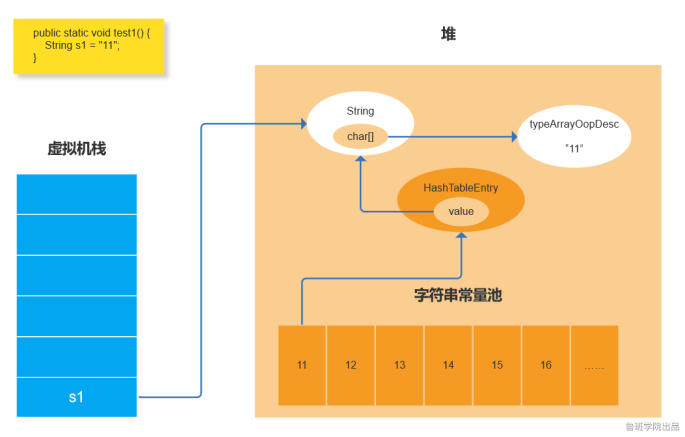 public static void test1() {
String s1 = "11";
}
堆
String
char[]
typeArrayOopDesc
"11"
虚拟机栈
HashTableEntry
value
字符串常量池
11 12 13 14 15 16 ......
s1
鲁班学院出品